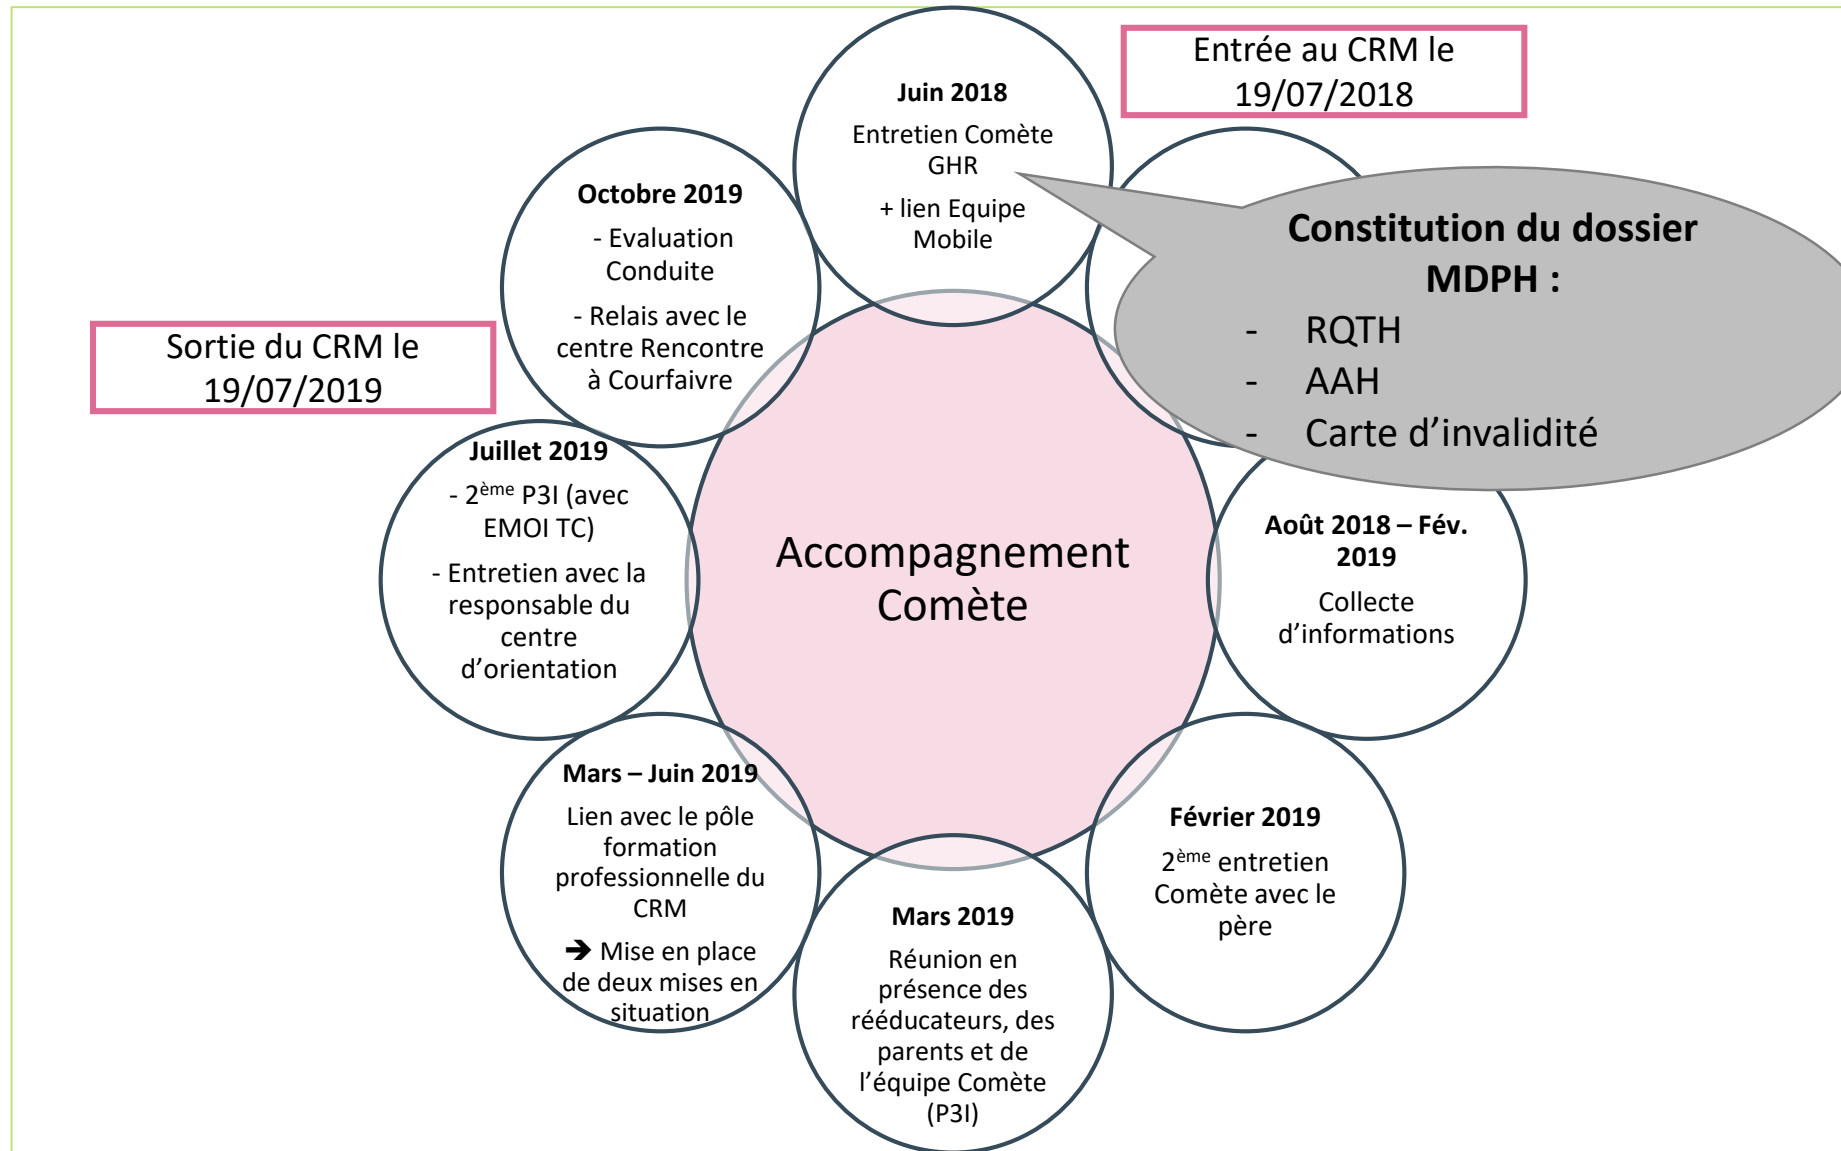 Entrée au CRM le
19/07/2018
Juin 2018
Entretien Comète
GHR
+ lien Equipe
Mobile
Constitution du dossier
MDPH :
- RQTH
- AAH
- Carte d’invalidité
Août 2018 – Fév.
2019
Collecte
d’informations
Février 2019
2ème entretien
Comète avec le
père
Mars 2019
Réunion en
présence des
rééducateurs, des
parents et de
l’équipe Comète
(P3I)
Mars – Juin 2019
Lien avec le pôle
formation
professionnelle du
CRM
➔ Mise en place
de deux mises en
situation
Juillet 2019
- 2ème P3I (avec
EMOI TC)
- Entretien avec la
responsable du
centre
d’orientation
Sortie du CRM le
19/07/2019
Octobre 2019
- Evaluation
Conduite
- Relais avec le
centre Rencontre
à Courfaivre
Accompagnement
Comète